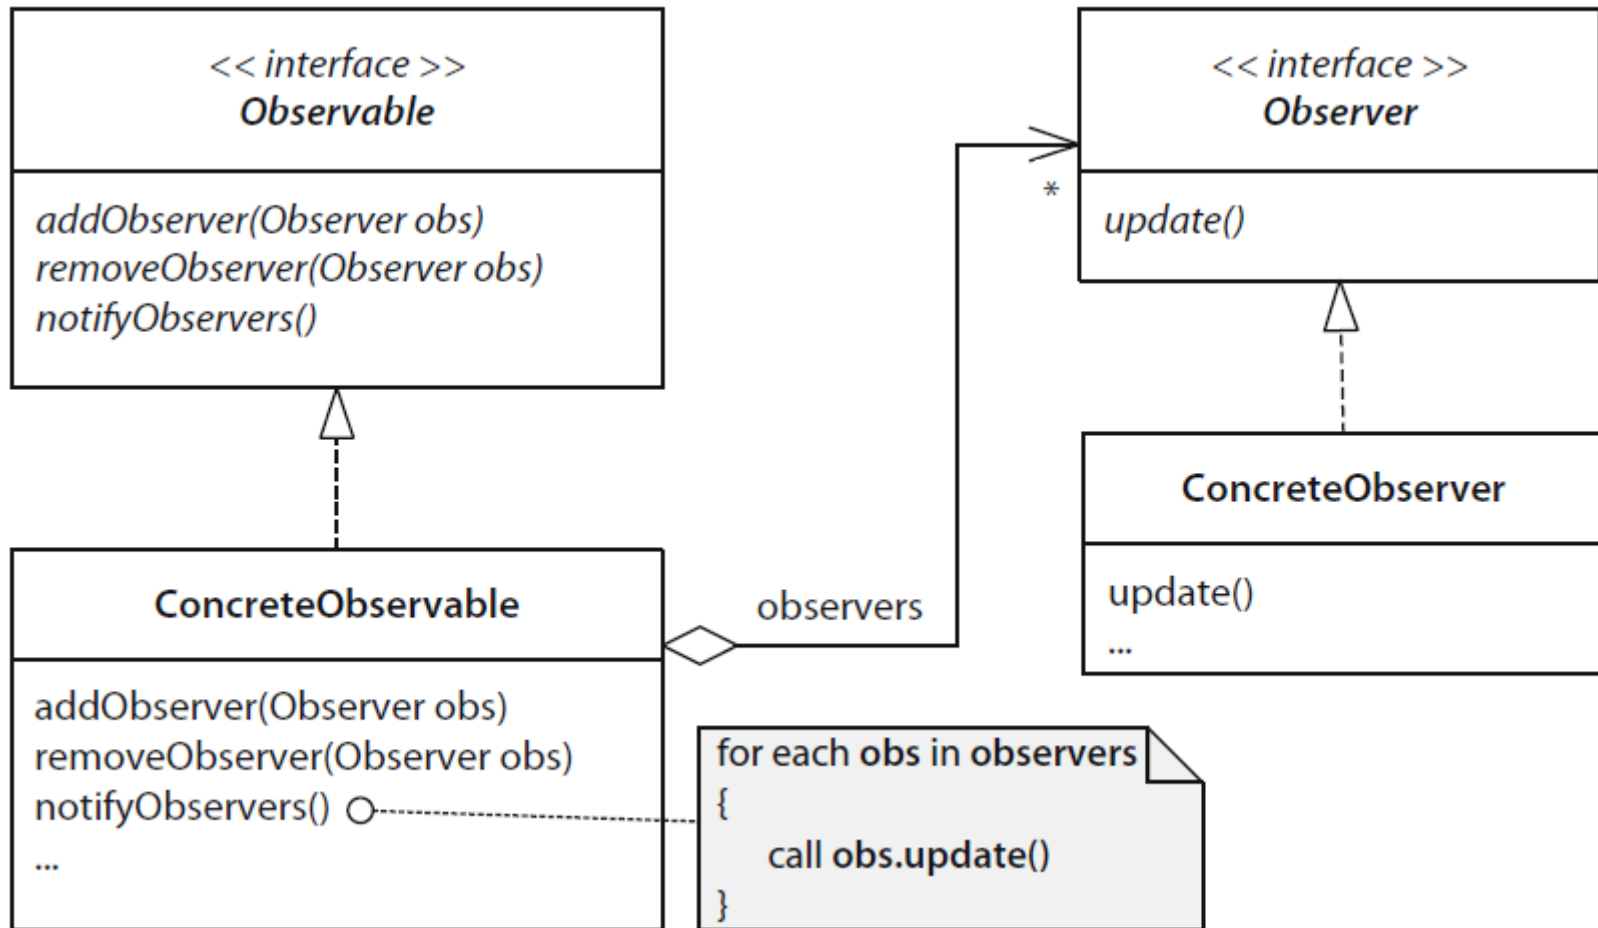 << interface >>
Observable
addObserver(Observer obs)
removeObserver(Observer obs)
notifyObservers()
<< interface >>
Observer
*
update()
ConcreteObserver
update()
...
ConcreteObservable
observers
addObserver(Observer obs)
removeObserver(Observer obs)
notifyObservers()
...
for each obs in observers
{
call obs.update()
}